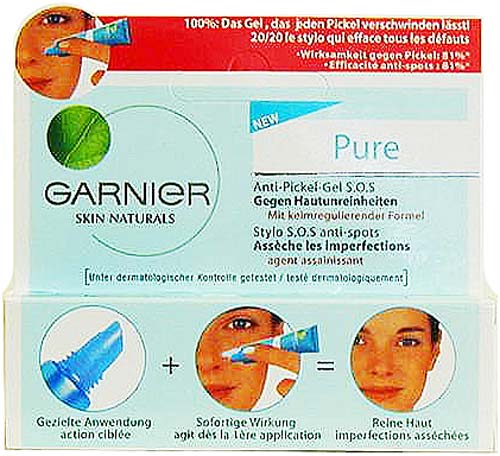 100%: Das Gel , das jeden Pickel verschwinden lässt!
20/20 le stylo qui efface tous les défauts
•Wirksamkeit gegen Pickel: 81%*
•Efficacité anti-spots : 81%*
NEW
Pure
GARNIER
SKIN NATURALS
Anti-Pickel-Gel S.O.S
Gegen Hautunreinheiten
Mit keimregulierender Formel
Stylo S.O.S anti-spots
Assèche les imperfections
agent assainissant
[Unter dermatologischer Kontrolle getestet / testé dermatologiquement]
+
=
Gezielte Anwendung
action ciblée
Sofortige Wirkung
agit dès la 1ère application
Reine Haut
imperfections asséchées